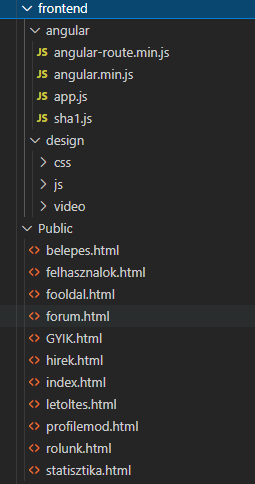 frontend
angular
JS angular-route.min.js
JS angular.min.js
JS app.js
JS sha1.js
design
css
js
video
Public
belepes.html
felhasznalok.html
fooldal.html
forum.html
GYIK.html
hirek.html
index.html
letoltes.html
profilemod.html
rolunk.html
statisztika.html